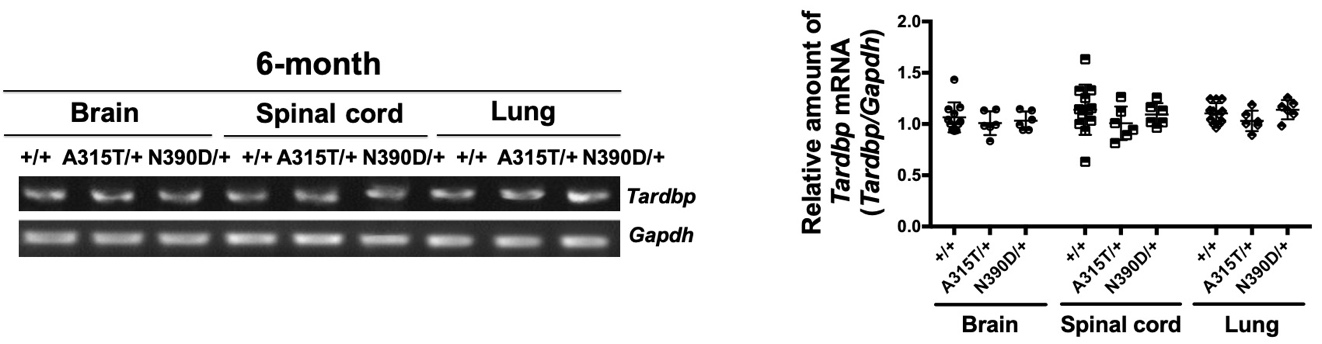 6-month
Brain Spinal cord Lung
+/+ A315T/+ N390D/+ +/+ A315T/+ N390D/+ +/+ A315T/+ N390D/+
Tardbp
Gapdh
Relative amount of
Tardbp mRNA
(Tardbp/Gapdh)
2.0
1.5
1.0
0.5
0.0
+/+ A315T/+ N390D/+ +/+ A315T/+ N390D/+ +/+ A315T/+ N390D/+
Brain Spinal cord Lung